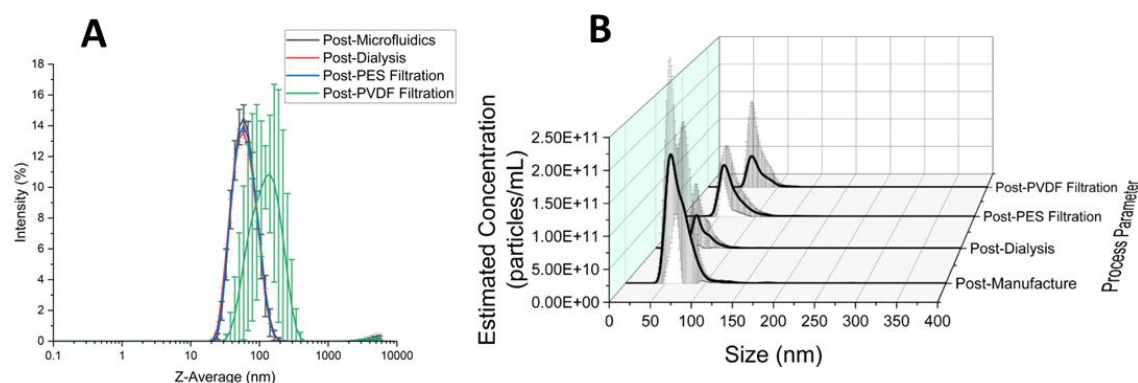 A
Post-Microfluidics
Post-Dialysis
Post-PES Filtration
Post-PVDF Filtration
18
16
14
12
10
8
6
4
2
0
Intensity (%)
0.1 1 10 100 1000 10000
Z-Average (nm)
B
2.50E+11
2.00E+11
1.50E+11
1.00E+11
5.00E+10
0.00E+00
Estimated Concentration
(particles/mL)
0 50 100 150 200 250 300 350 400
Size (nm)
Post-PVDF Filtration
Post-PES Filtration
Post-Dialysis
Post-Manufacture
Process Parameter